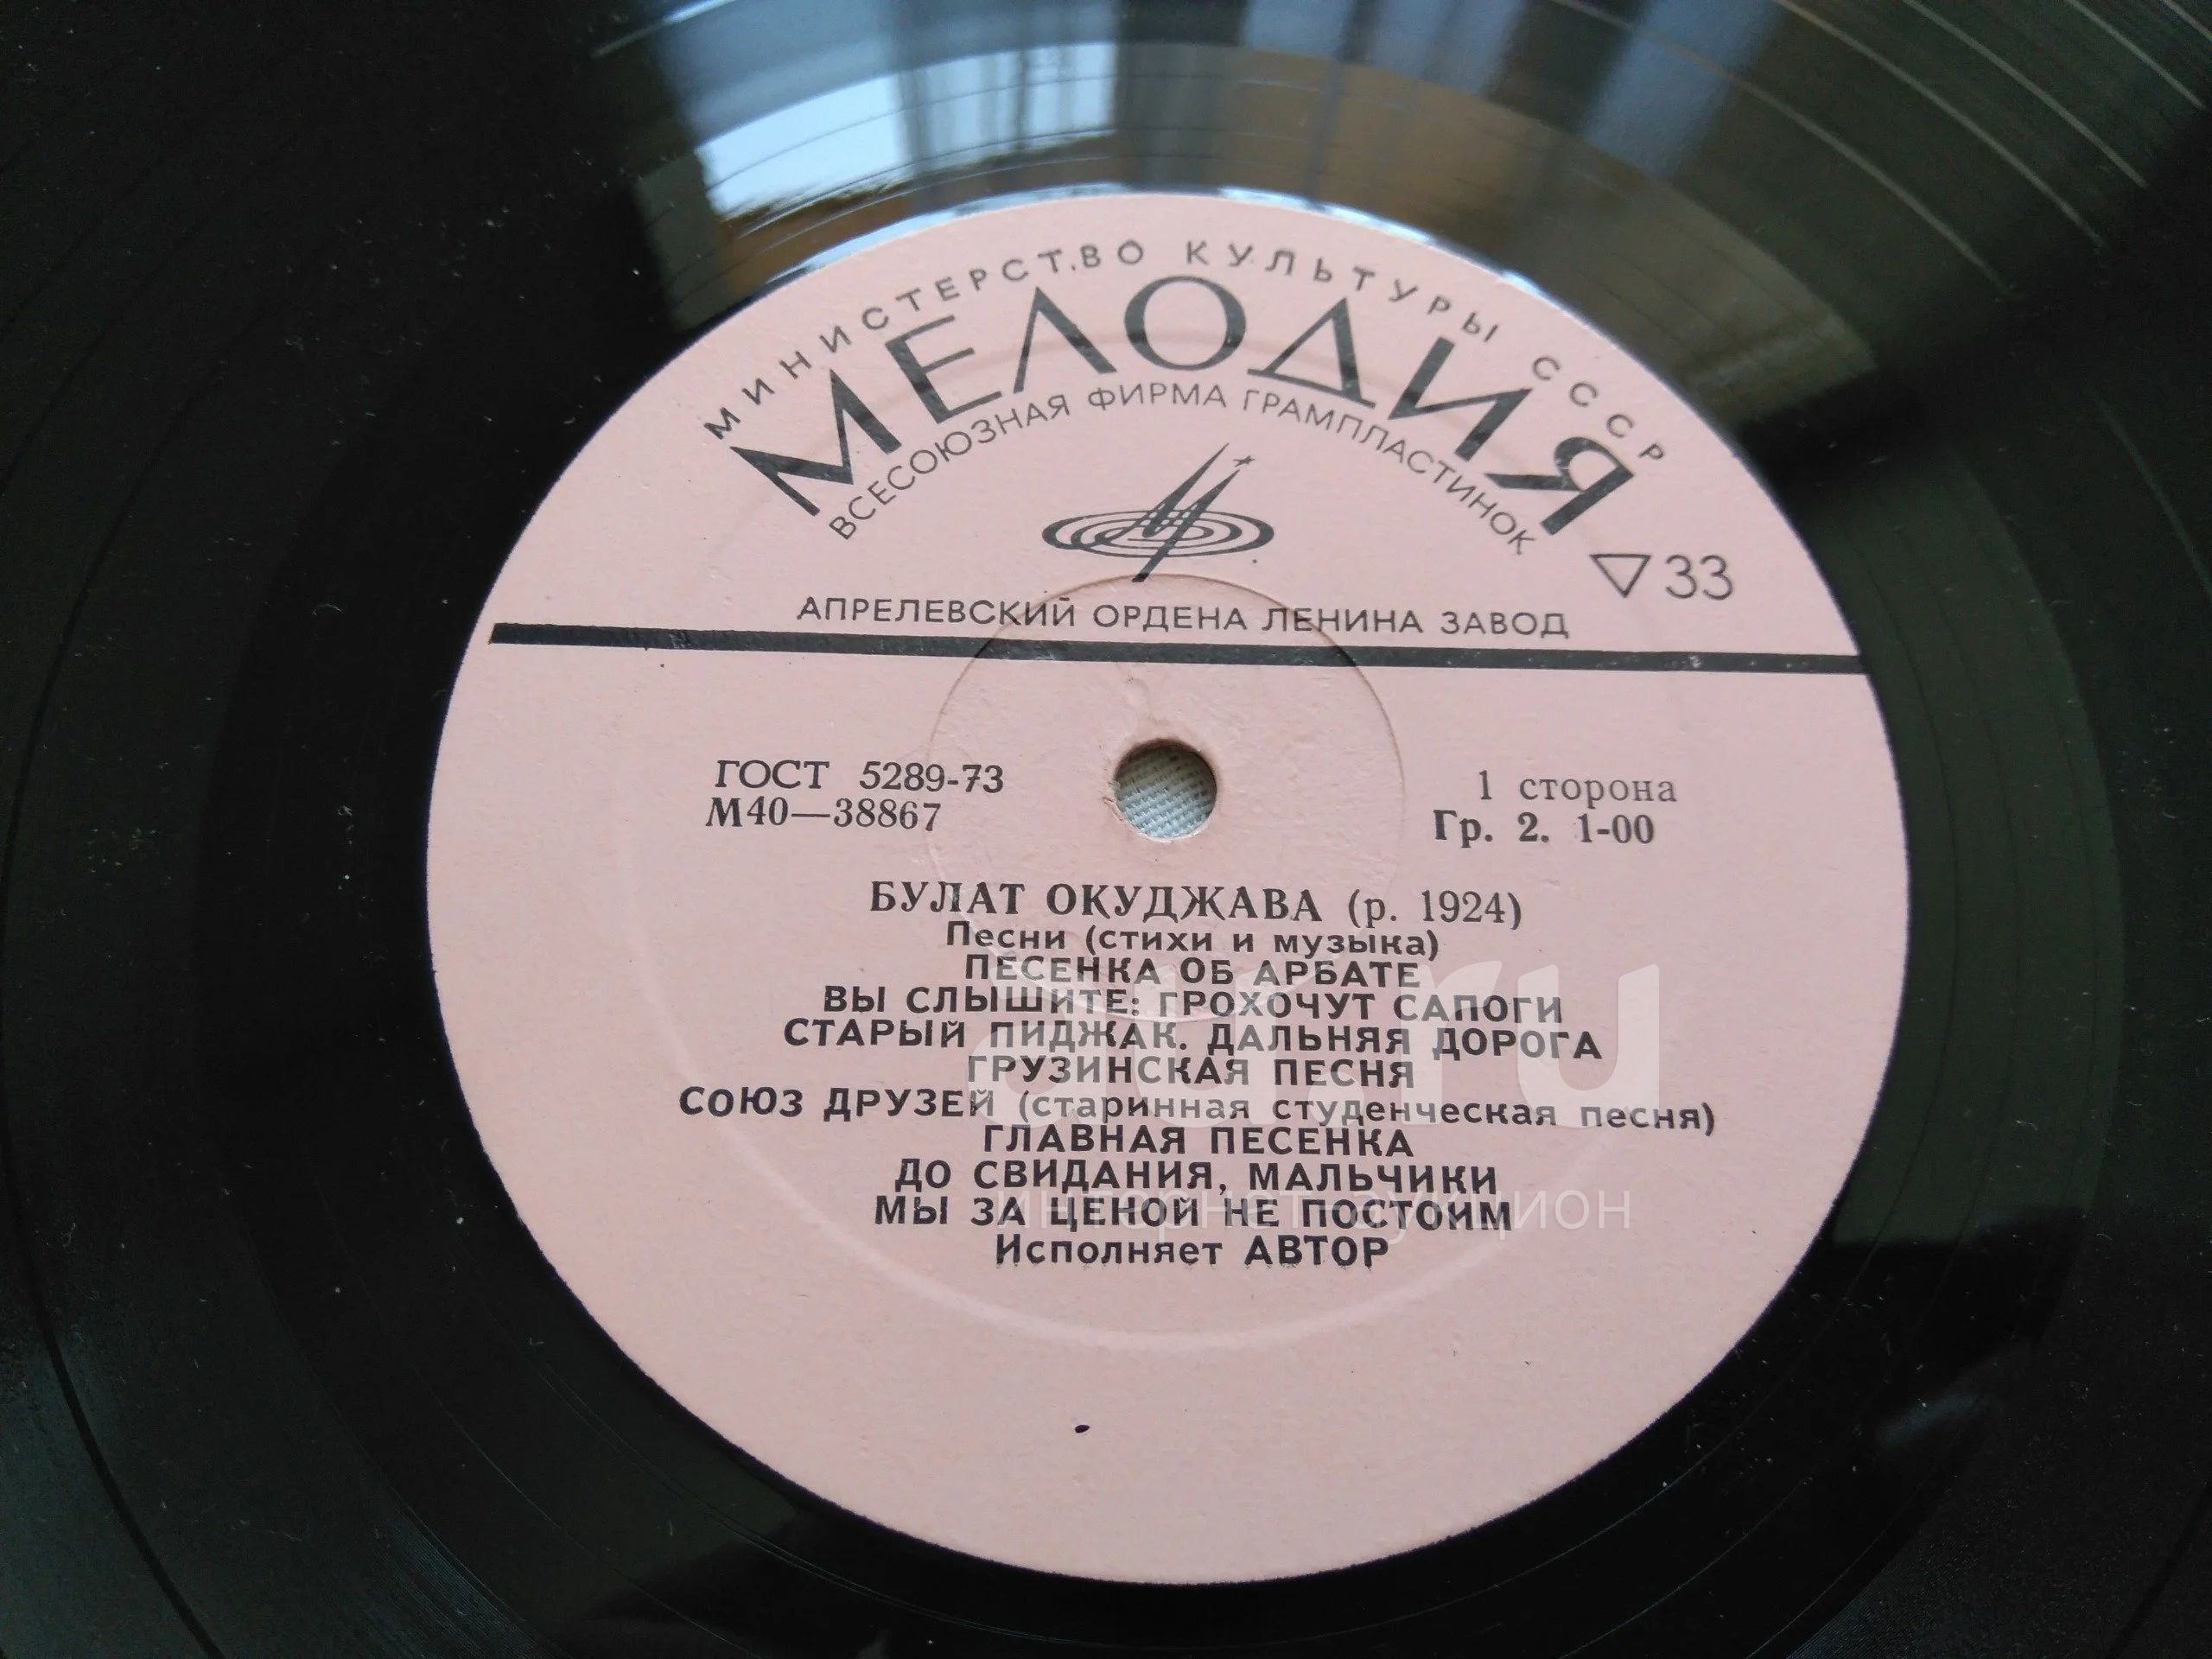 МИНИСТЕРСТВО КУЛЬТУРЫ СССР
МЕЛОДИЯ
ВСЕСОЮЗНАЯ ФИРМА ГРАМПЛАСТИНОК
33
АПРЕЛЕВСКИЙ ОРДЕНА ЛЕНИНА ЗАВОД
ГОСТ 5289-73
М40—38867
1 сторона
Гр. 2. 1-00
БУЛАТ ОКУДЖАВА (р. 1924)
Песни (стихи и музыка)
ПЕСЕНКА ОБ АРБАТЕ
ВЫ СЛЫШИТЕ: ГРОХОЧУТ САПОГИ
СТАРЫЙ ПИДЖАК. ДАЛЬНЯЯ ДОРОГА
ГРУЗИНСКАЯ ПЕСНЯ
СОЮЗ ДРУЗЕЙ (старинная студенческая песня)
ГЛАВНАЯ ПЕСЕНКА
ДО СВИДАНИЯ, МАЛЬЧИКИ
МЫ ЗА ЦЕНОЙ НЕ ПОСТОИМ
Исполняет АВТОР
интернет-аукцион